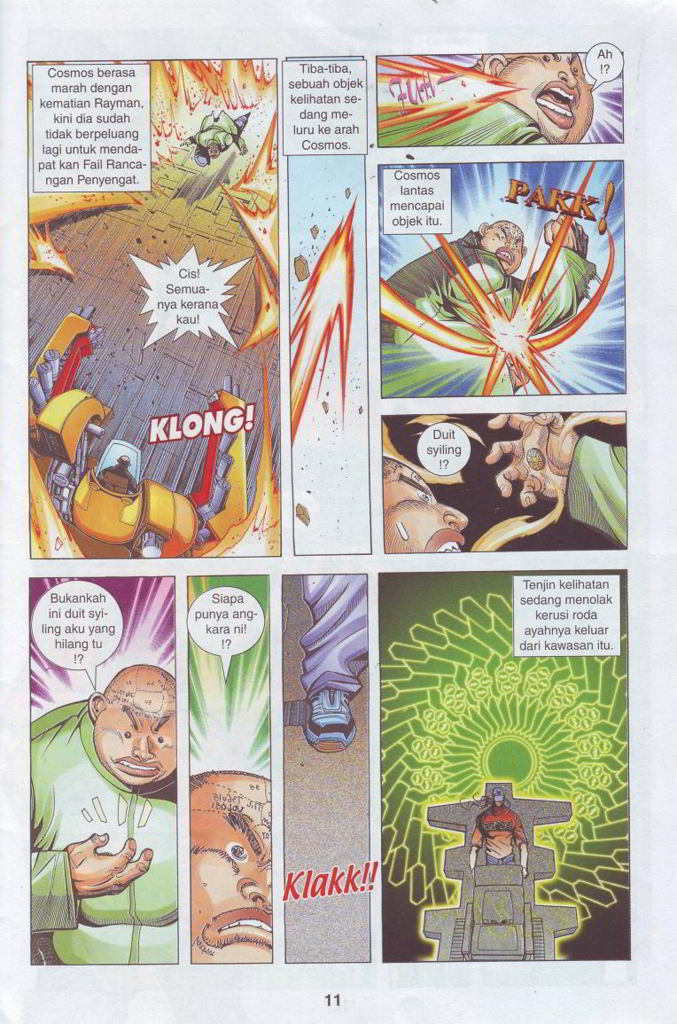 Cosmos berasa
marah dengan
kematian Rayman,
kini dia sudah
tidak berpeluang
lagi untuk menda-
pat kan Fail Ranca-
ngan Penyengat.
Cis!
Semua-
nya kerana
kau!
KLONG!
Tiba-tiba,
sebuah objek
kelihatan se-
dang me-
luru ke arah
Cosmos.
Ah
!?
Cosmos
lantas
mencapai
objek itu.
PAKK!
Duit
syiling
!?
Bukankah
ini duit syi-
ling aku yang
hilang tu
!?
Siapa
punya ang-
kara ni!
!?
Klakk!!
Tenjin kelihatan
sedang menolak
kerusi roda
ayahnya keluar
dari kawasan itu.
11